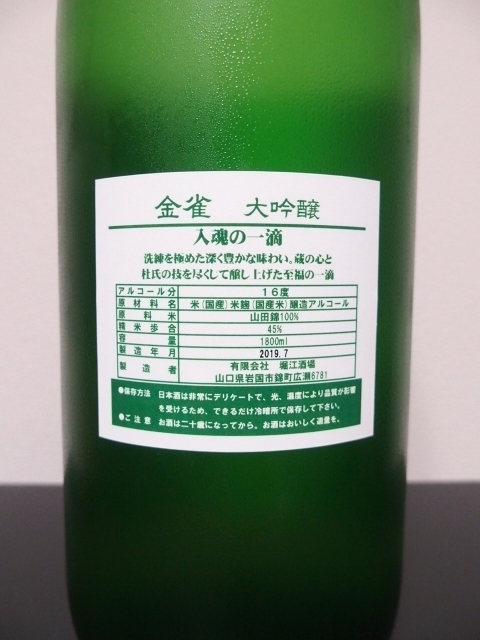 金雀 大吟醸
入魂の一滴
洗練を極めた深く豊かな味わい。蔵の心と
杜氏の技を尽くして醸し上げた至福の一滴
アルコール分 16度
原材料名 米(国産)米麹(国産米)醸造アルコール
原料米 山田錦100%
精米歩合 45%
容量 1800ml
製造年月 2019.7
製造者 有限会社 堀江酒場
山口県岩国市錦町広瀬6781
●保存方法 日本酒は非常にデリケートで、光、温度により品質が影響
を受けるため、できるだけ冷暗所で保存して下さい。
●ご注意 お酒は二十歳になってから。お酒はおいしく適量を。